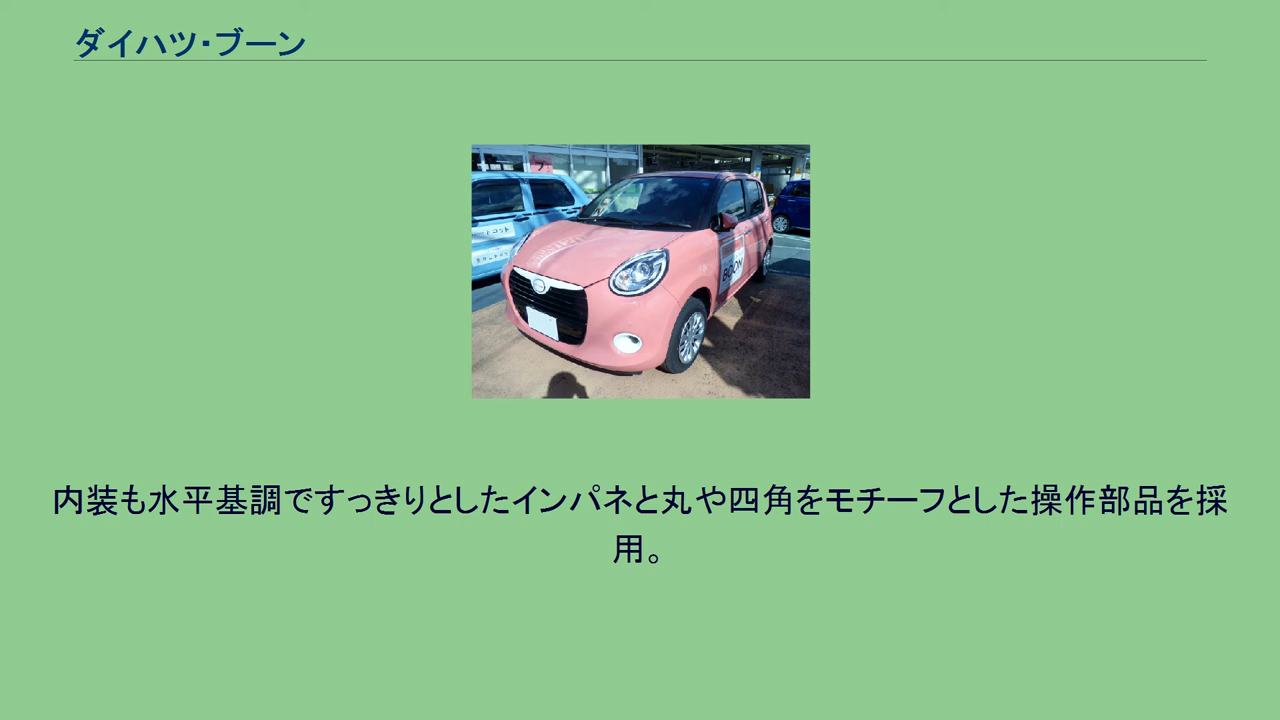 ダイハツ・ブーン
BOON
内装も水平基調ですっきりとしたインパネと丸や四角をモチーフとした操作部品を採
用。